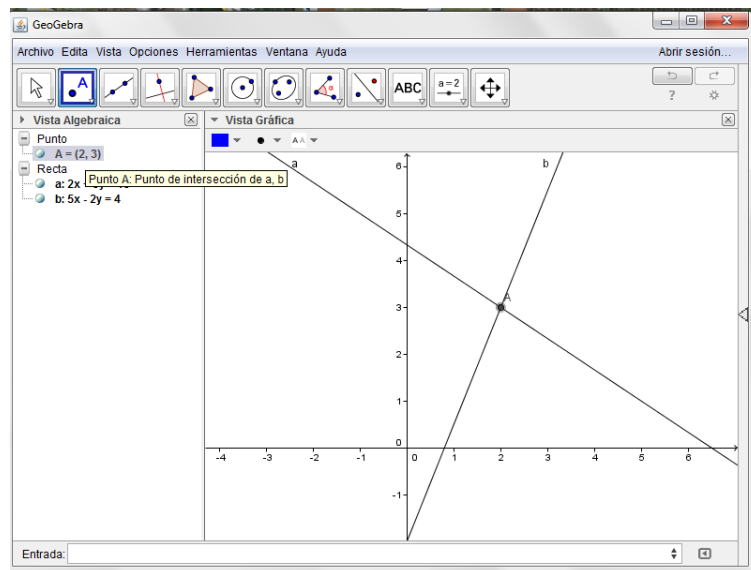 GeoGebra
Archivo Edita Vista Opciones Herramientas Ventana Ayuda Abrir sesión...
A α ABC a=2 ?
Vista Algebraica
Vista Gráfica
A A
Punto
A = (2, 3)
Recta
Punto A: Punto de intersección de a, b
a: 2x
b: 5x - 2y = 4
a b
6
5
4
3
A
2
1
0
-4 -3 -2 -1 0 1 2 3 4 5 6
-1
Entrada: